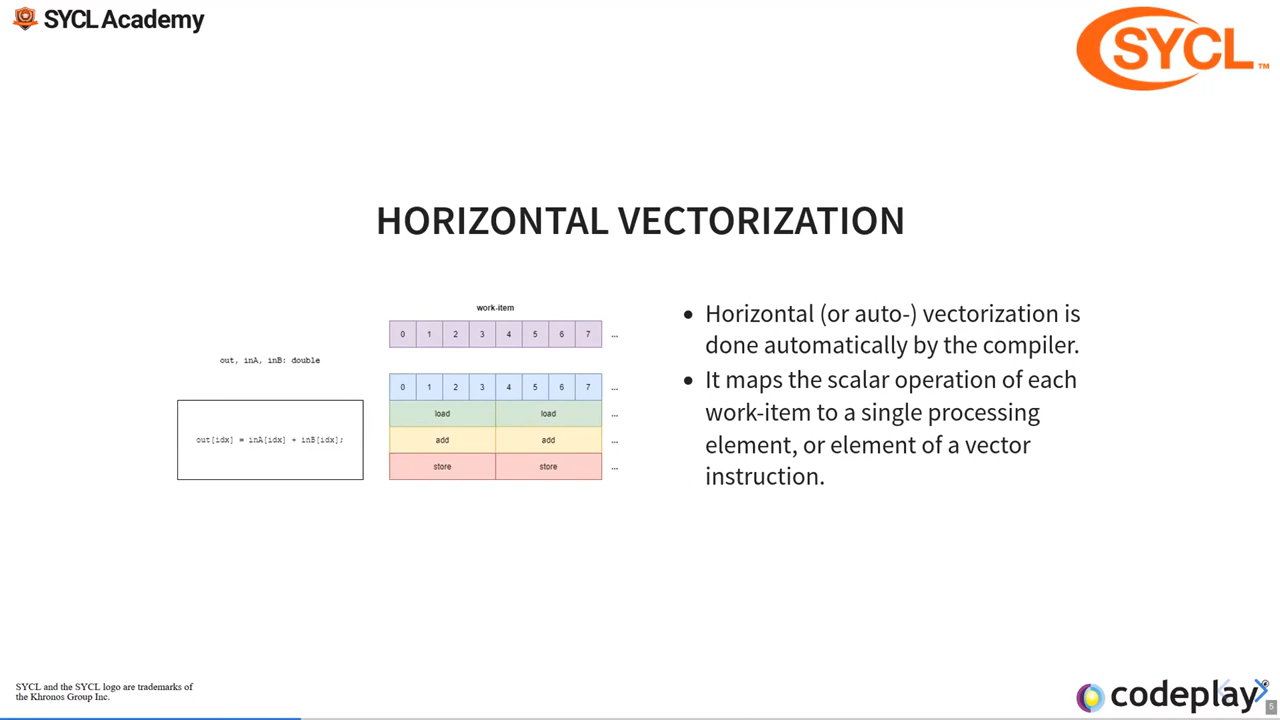 SYCL Academy
SYCL™
HORIZONTAL VECTORIZATION
work-item
0 1 2 3 4 5 6 7 ...
out, inA, inB: double
0 1 2 3 4 5 6 7 ...
load load ...
out[idx] = inA[idx] + inB[idx];
add add ...
store store ...
• Horizontal (or auto-) vectorization is
done automatically by the compiler.
• It maps the scalar operation of each
work-item to a single processing
element, or element of a vector
instruction.
SYCL and the SYCL logo are trademarks of
the Khronos Group Inc.
codeplay®
5